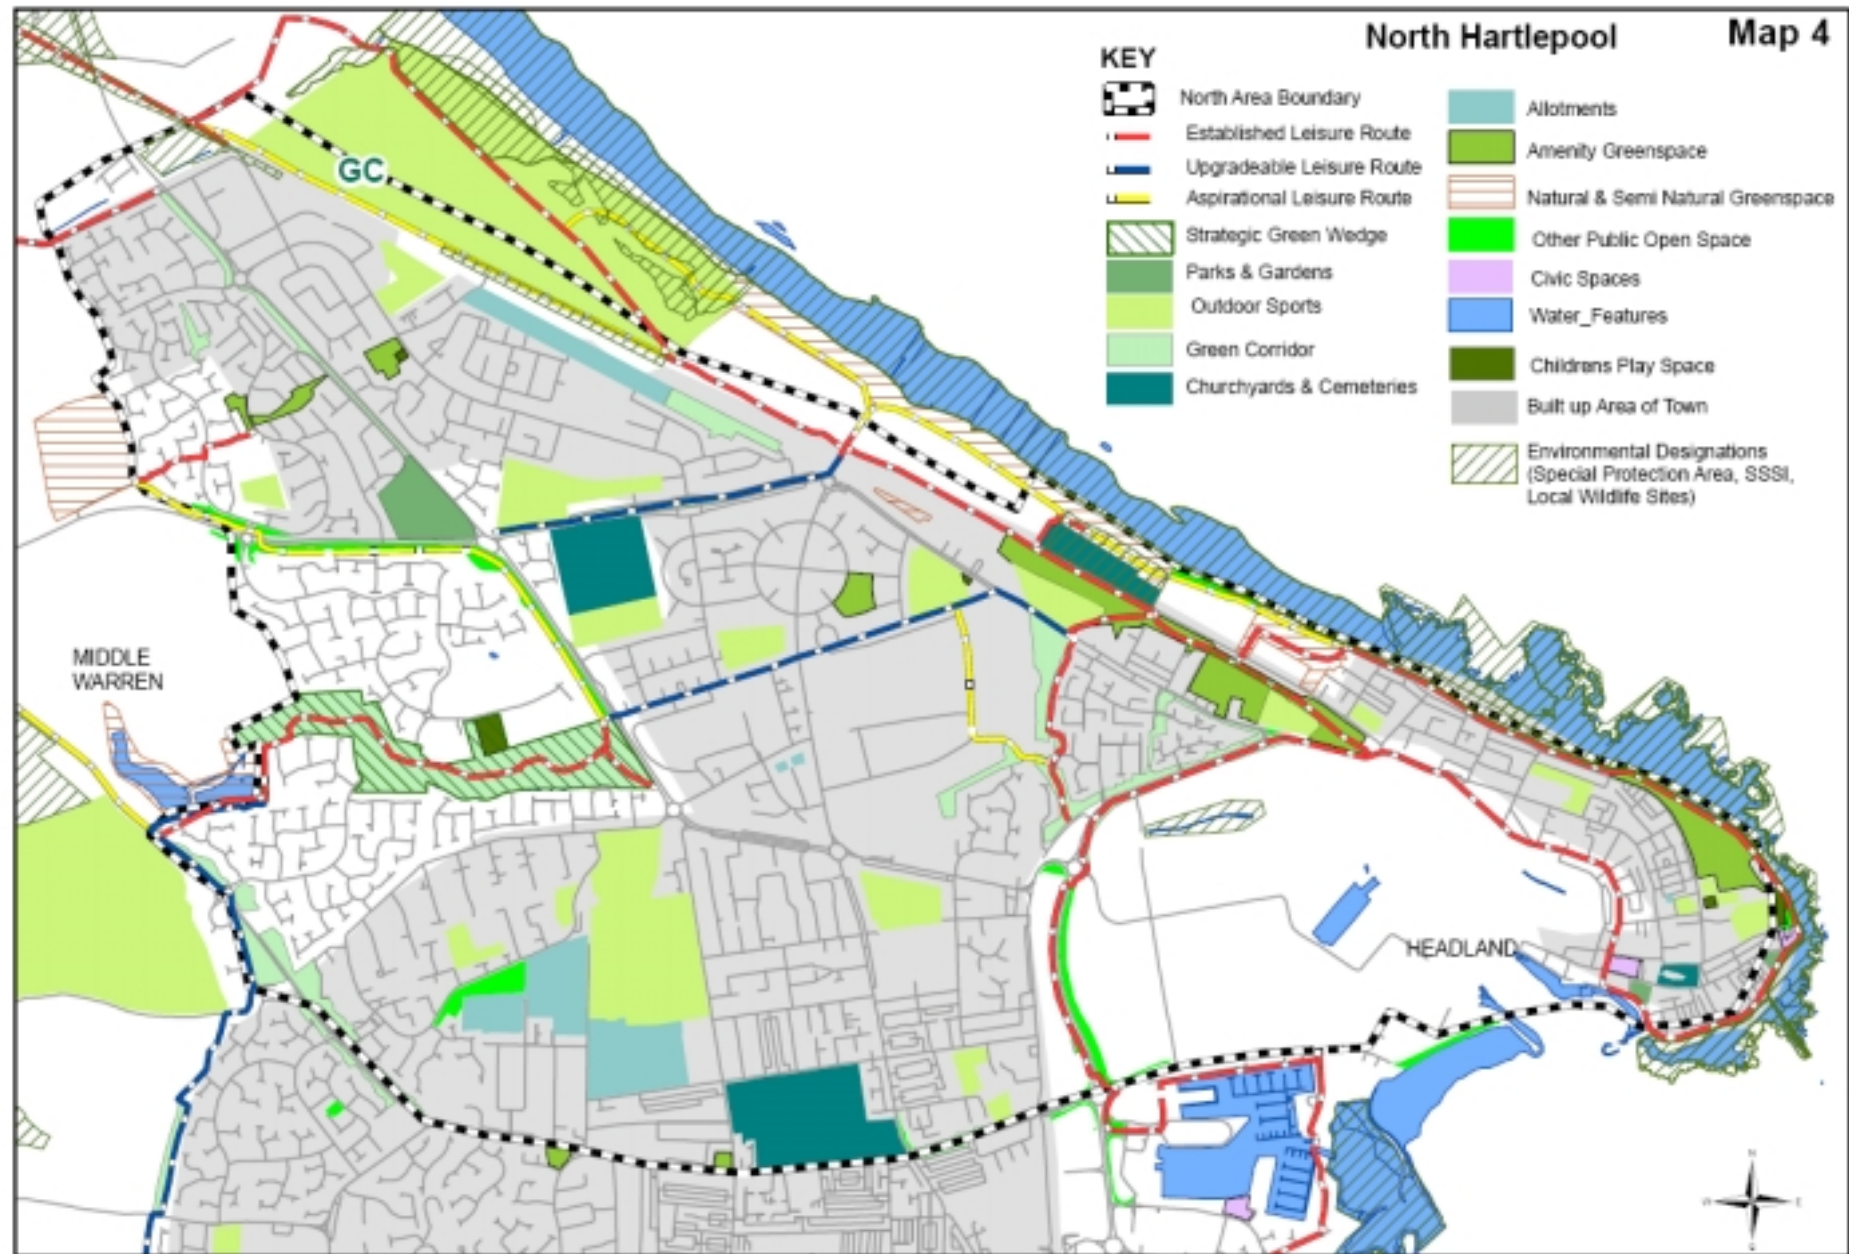 North Hartlepool
Map 4
KEY
North Area Boundary
Established Leisure Route
Upgradeable Leisure Route
Aspirational Leisure Route
Strategic Green Wedge
Parks & Gardens
Outdoor Sports
Green Corridor
Churchyards & Cemeteries
Allotments
Amenity Greenspace
Natural & Semi Natural Greenspace
Other Public Open Space
Civic Spaces
Water_Features
Childrens Play Space
Built up Area of Town
Environmental Designations
(Special Protection Area, SSSI,
Local Wildlife Sites)
GC
MIDDLE
WARREN
HEADLAND
N
W
E
S